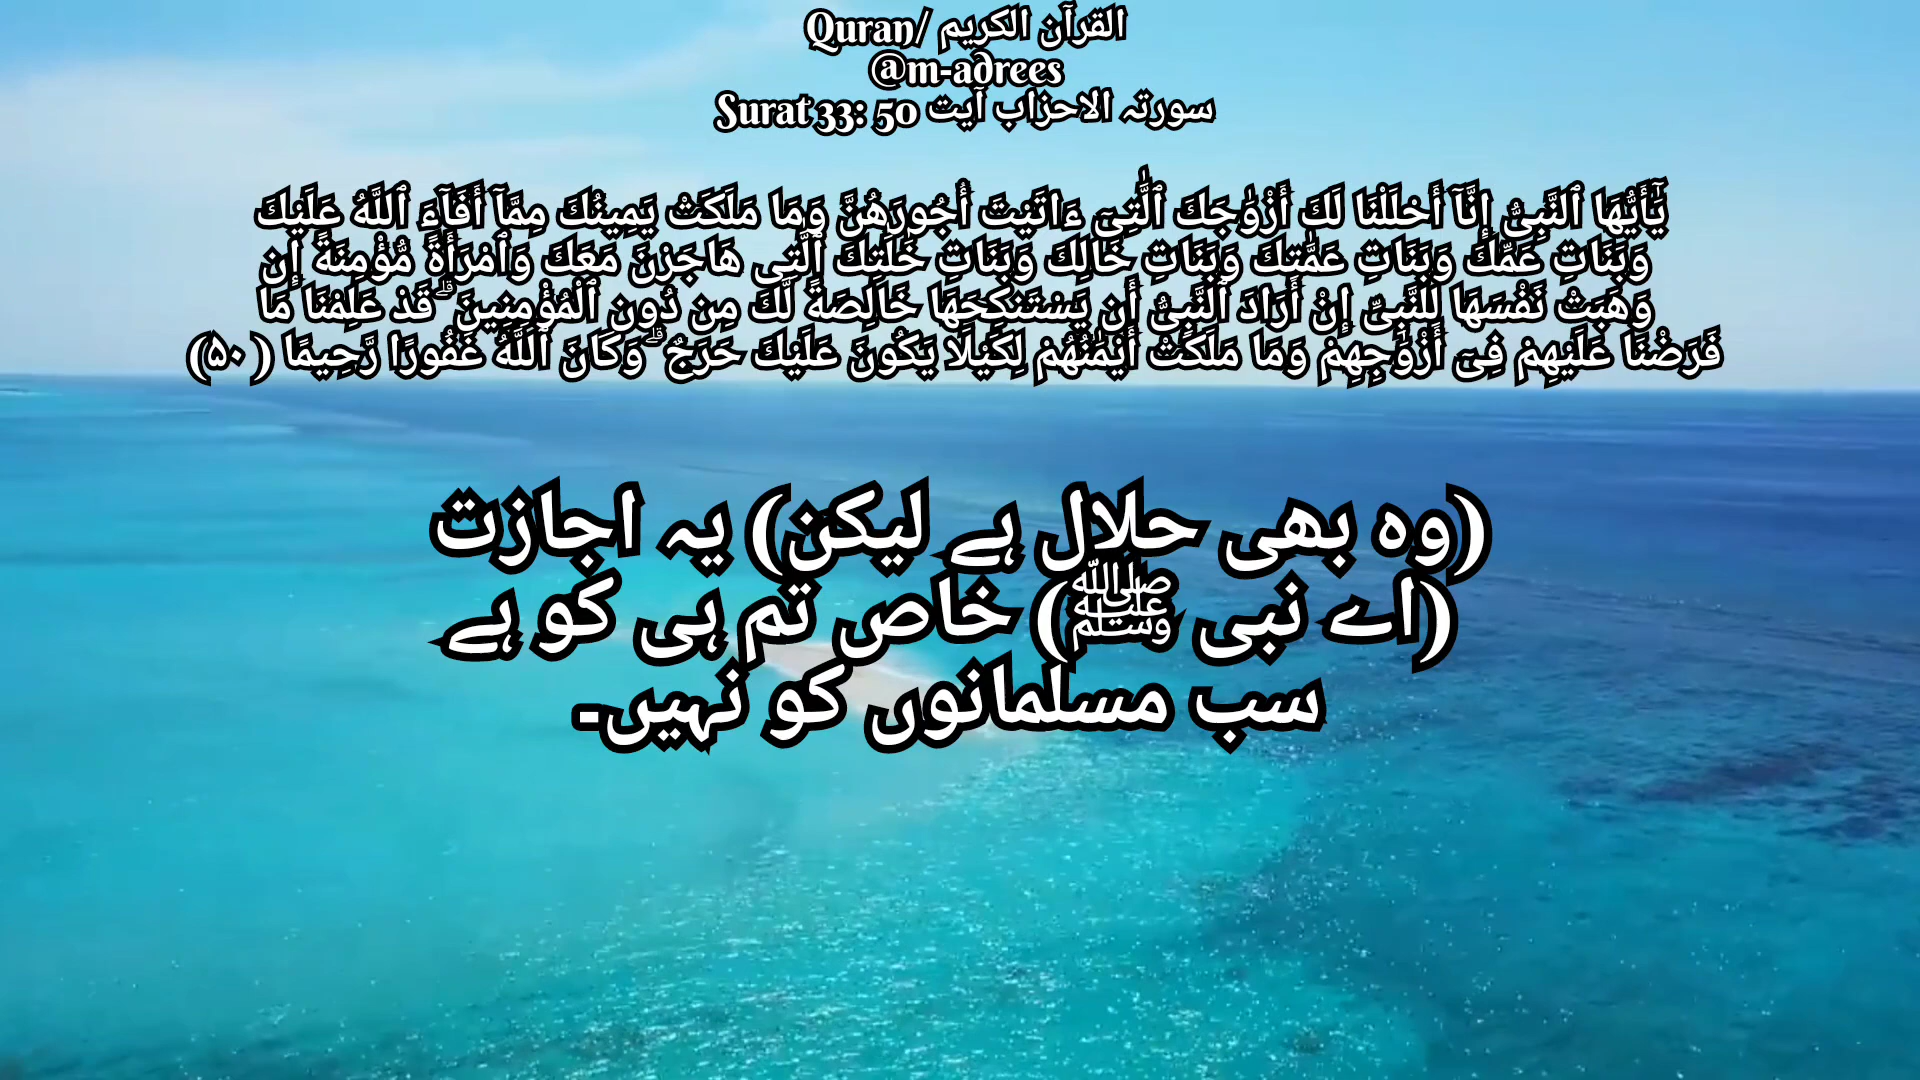 Quran/ القرآن الكريم
@m-adrees
Surat 33: 50 سورتہ الاحزاب آیت
يَٰٓأَيُّهَا ٱلنَّبِىُّ إِنَّآ أَحْلَلْنَا لَكَ أَزْوَٰجَكَ ٱلَّٰتِىٓ ءَاتَيْتَ أُجُورَهُنَّ وَمَا مَلَكَتْ يَمِينُكَ مِمَّآ أَفَآءَ ٱللَّهُ عَلَيْكَ
وَبَنَاتِ عَمِّكَ وَبَنَاتِ عَمَّٰتِكَ وَبَنَاتِ خَالِكَ وَبَنَاتِ خَٰلَٰتِكَ ٱلَّٰتِى هَاجَرْنَ مَعَكَ وَٱمْرَأَةً مُّؤْمِنَةً إِن
وَهَبَتْ نَفْسَهَا لِلنَّبِىِّ إِنْ أَرَادَ ٱلنَّبِىُّ أَن يَسْتَنكِحَهَا خَالِصَةً لَّكَ مِن دُونِ ٱلْمُؤْمِنِينَ ۗ قَدْ عَلِمْنَا مَا
فَرَضْنَا عَلَيْهِمْ فِىٓ أَزْوَٰجِهِمْ وَمَا مَلَكَتْ أَيْمَٰنُهُمْ لِكَيْلَا يَكُونَ عَلَيْكَ حَرَجٌ ۗ وَكَانَ ٱللَّهُ غَفُورًا رَّحِيمًا (۵۰)
(وہ بھی حلال ہے لیکن) یہ اجازت
(اے نبی ﷺ) خاص تم ہی کو ہے
سب مسلمانوں کو نہیں۔